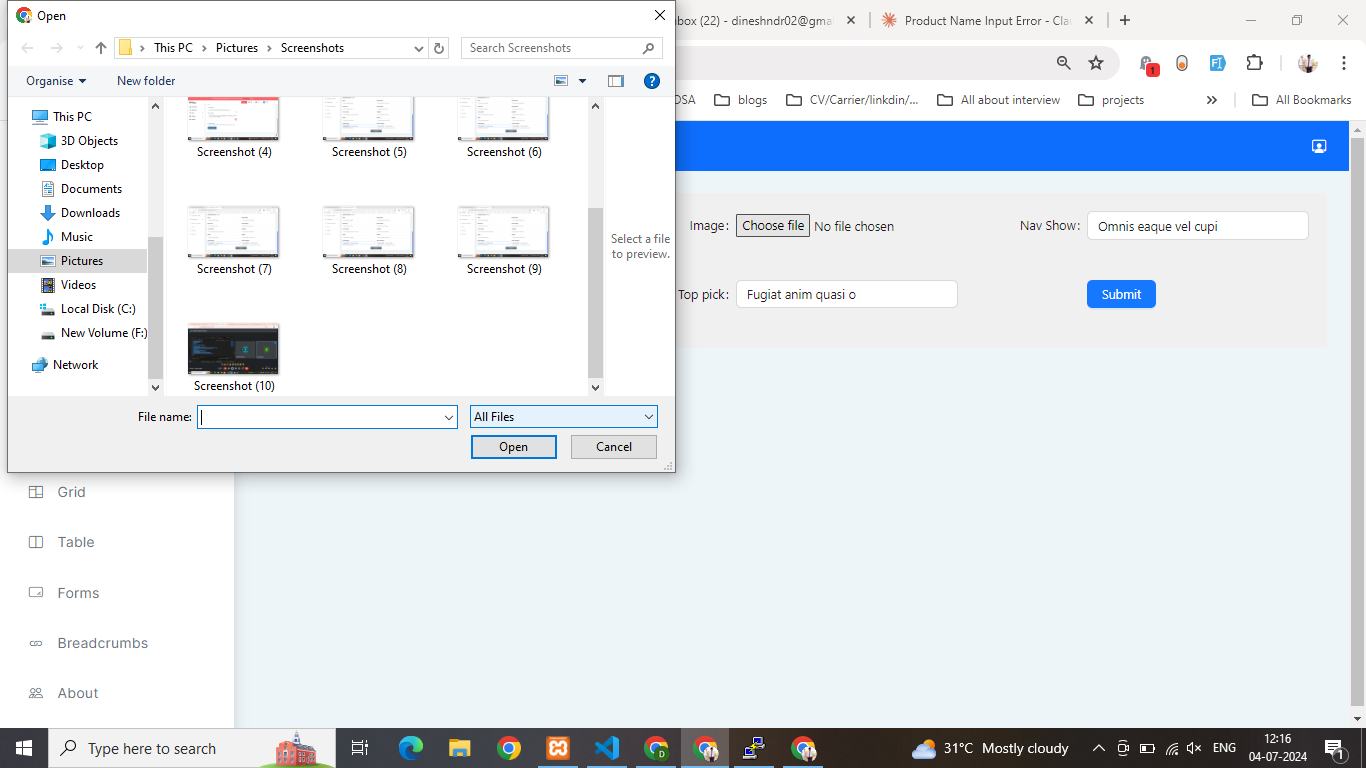 Open
nbox (22) - dineshndr02@gma
Product Name Input Error - Cla
This PC
Pictures
Screenshots
Search Screenshots
Organise
New folder
1
DSA
blogs
CV/Carrier/linkdin/...
All about interview
projects
All Bookmarks
This PC
3D Objects
Desktop
Documents
Downloads
Music
Pictures
Videos
Local Disk (C:)
New Volume (F:)
Network
Screenshot (4)
Screenshot (5)
Screenshot (6)
Screenshot (7)
Screenshot (8)
Screenshot (9)
Screenshot (10)
Select a file
to preview.
File name:
All Files
Open
Cancel
Image:
Choose file
No file chosen
Nav Show:
Omnis eaque vel cupi
Top pick:
Fugiat anim quasi o
Submit
Grid
Table
Forms
Breadcrumbs
About
Type here to search
31°C Mostly cloudy
ENG
12:16
04-07-2024
1